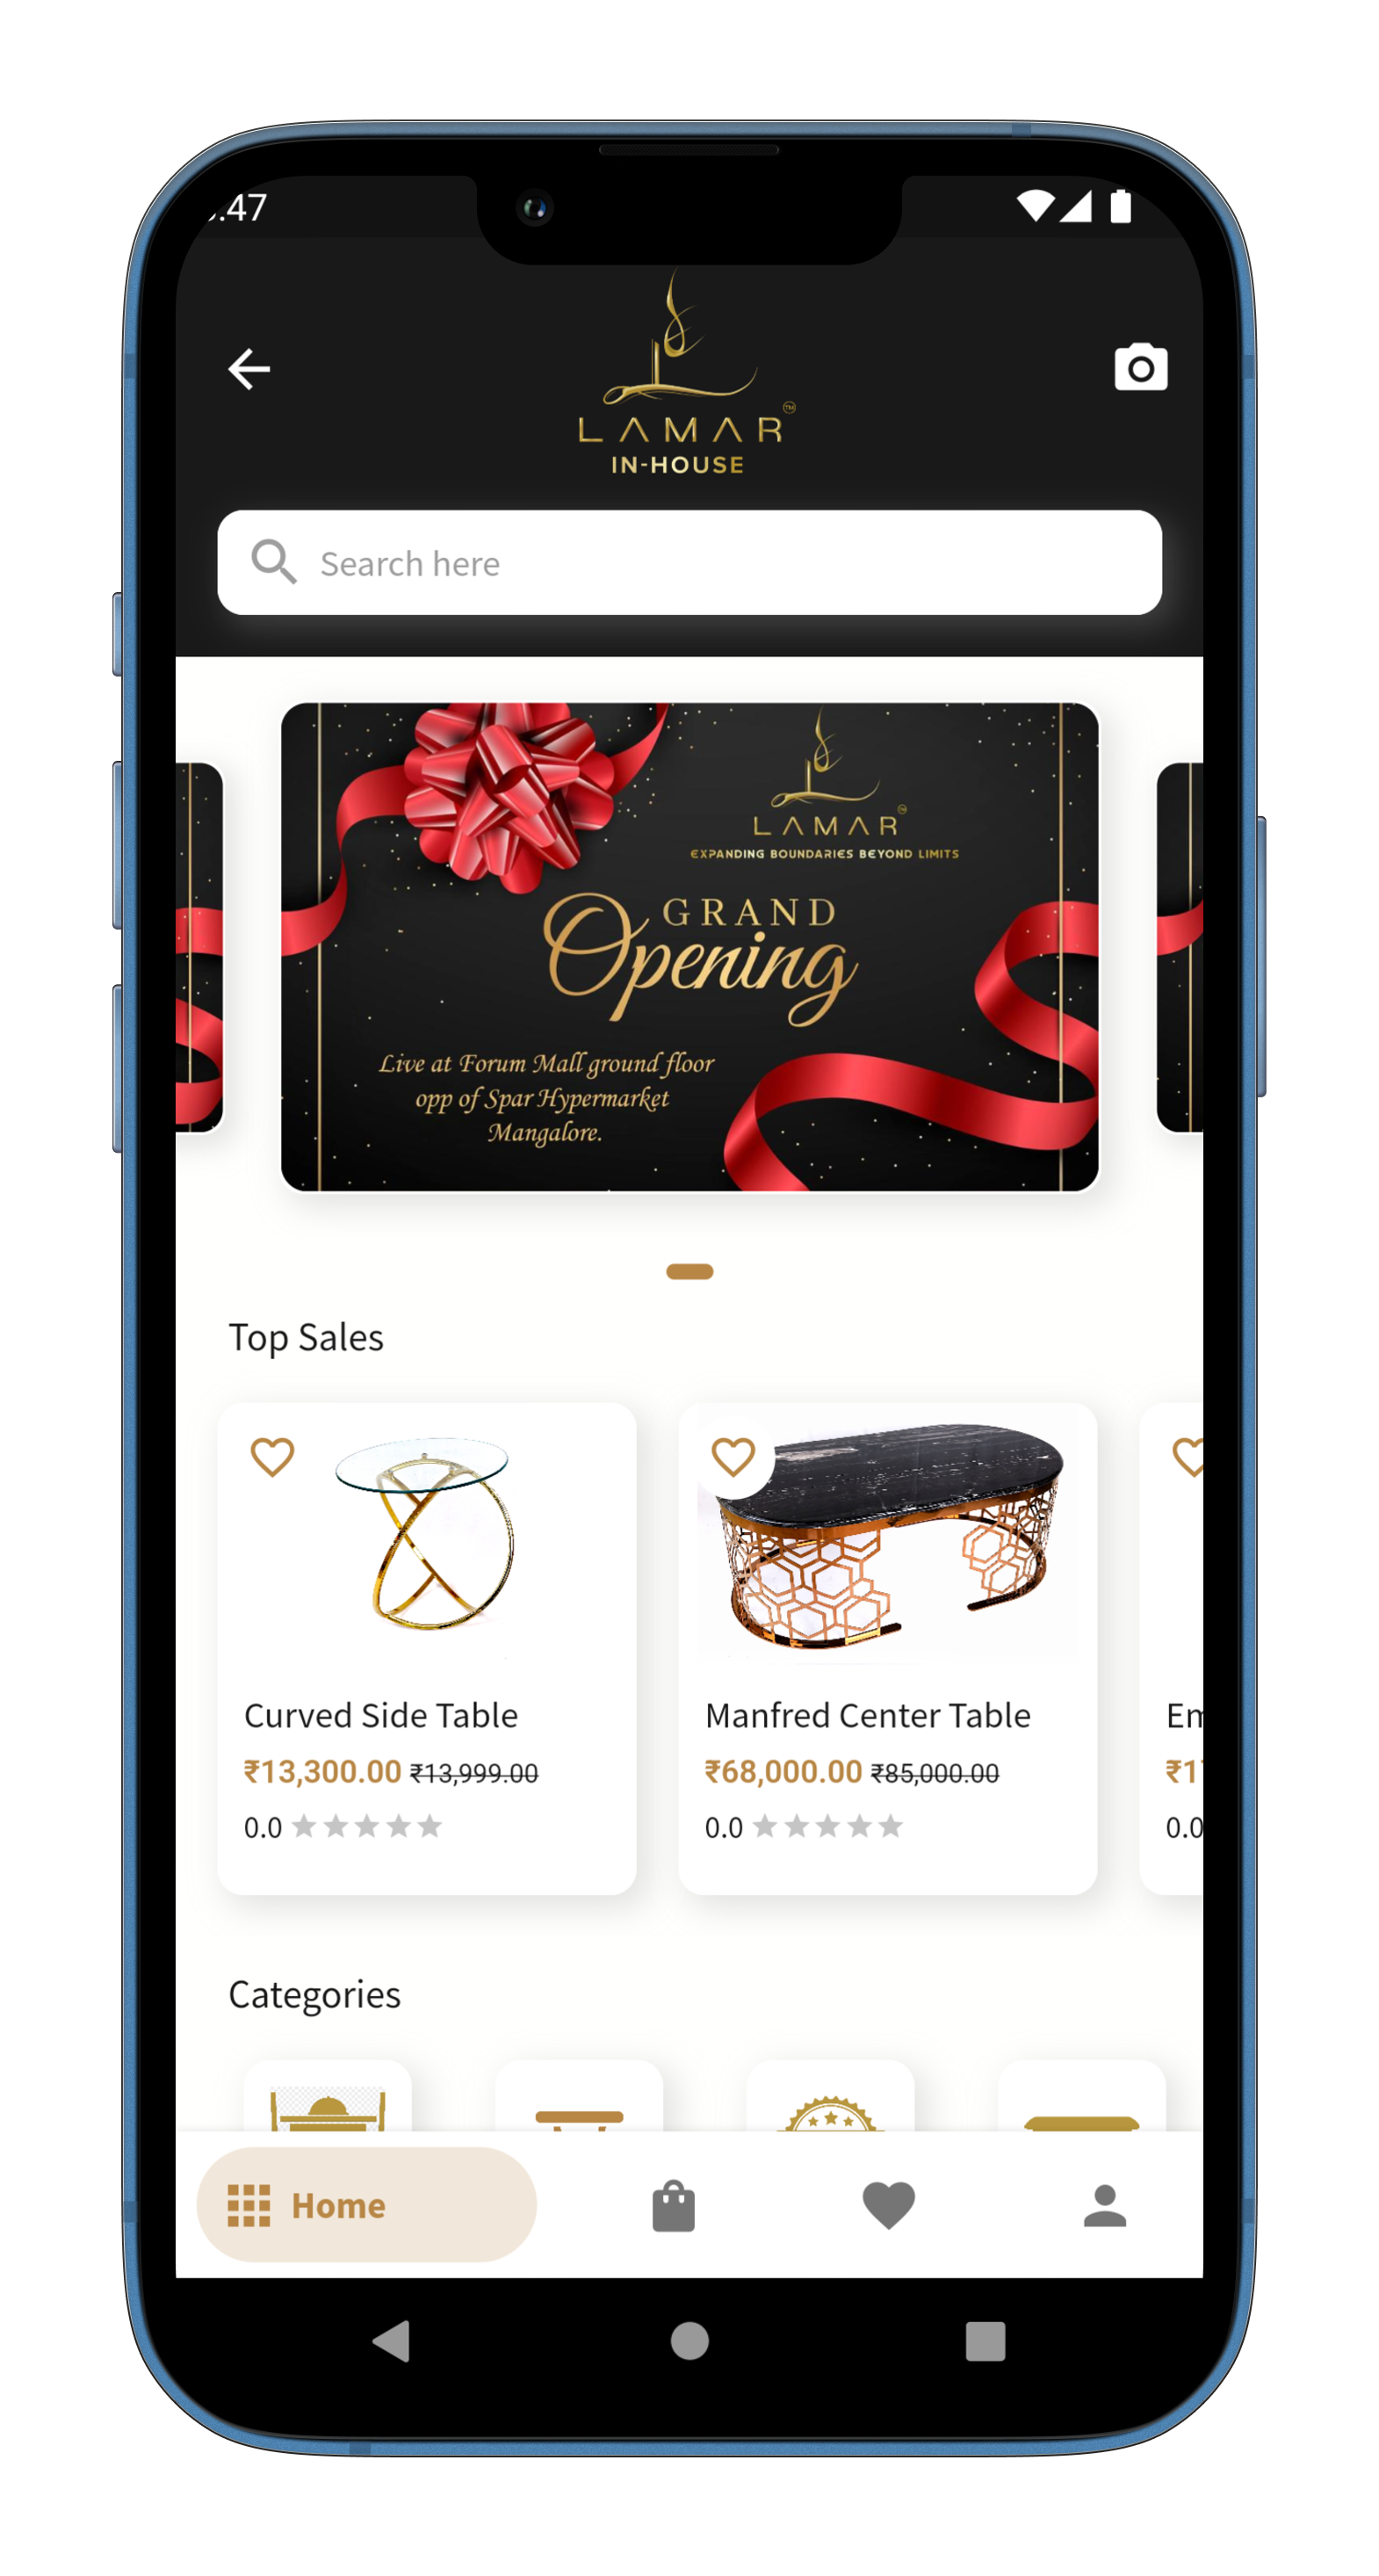 :47
LAMAR
TM
IN-HOUSE
Search here
LAMAR
EXPANDING BOUNDARIES BEYOND LIMITS
GRAND
Opening
Live at Forum Mall ground floor
opp of Spar Hypermarket
Mangalore.
Top Sales
Curved Side Table
₹13,300.00 ₹13,999.00
0.0
Manfred Center Table
₹68,000.00 ₹85,000.00
0.0
Em
₹1
0.0
Categories
Home